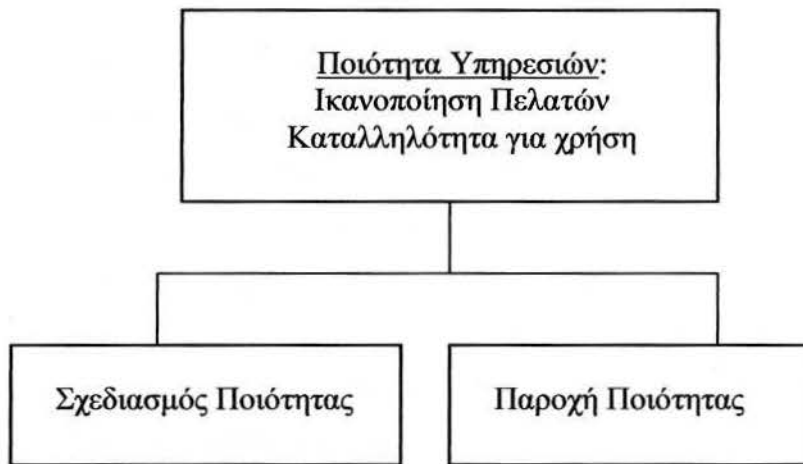 Ποιότητα Υπηρεσιών:
Ικανοποίηση Πελατών
Καταλληλότητα για χρήση
Σχεδιασμός Ποιότητας
Παροχή Ποιότητας